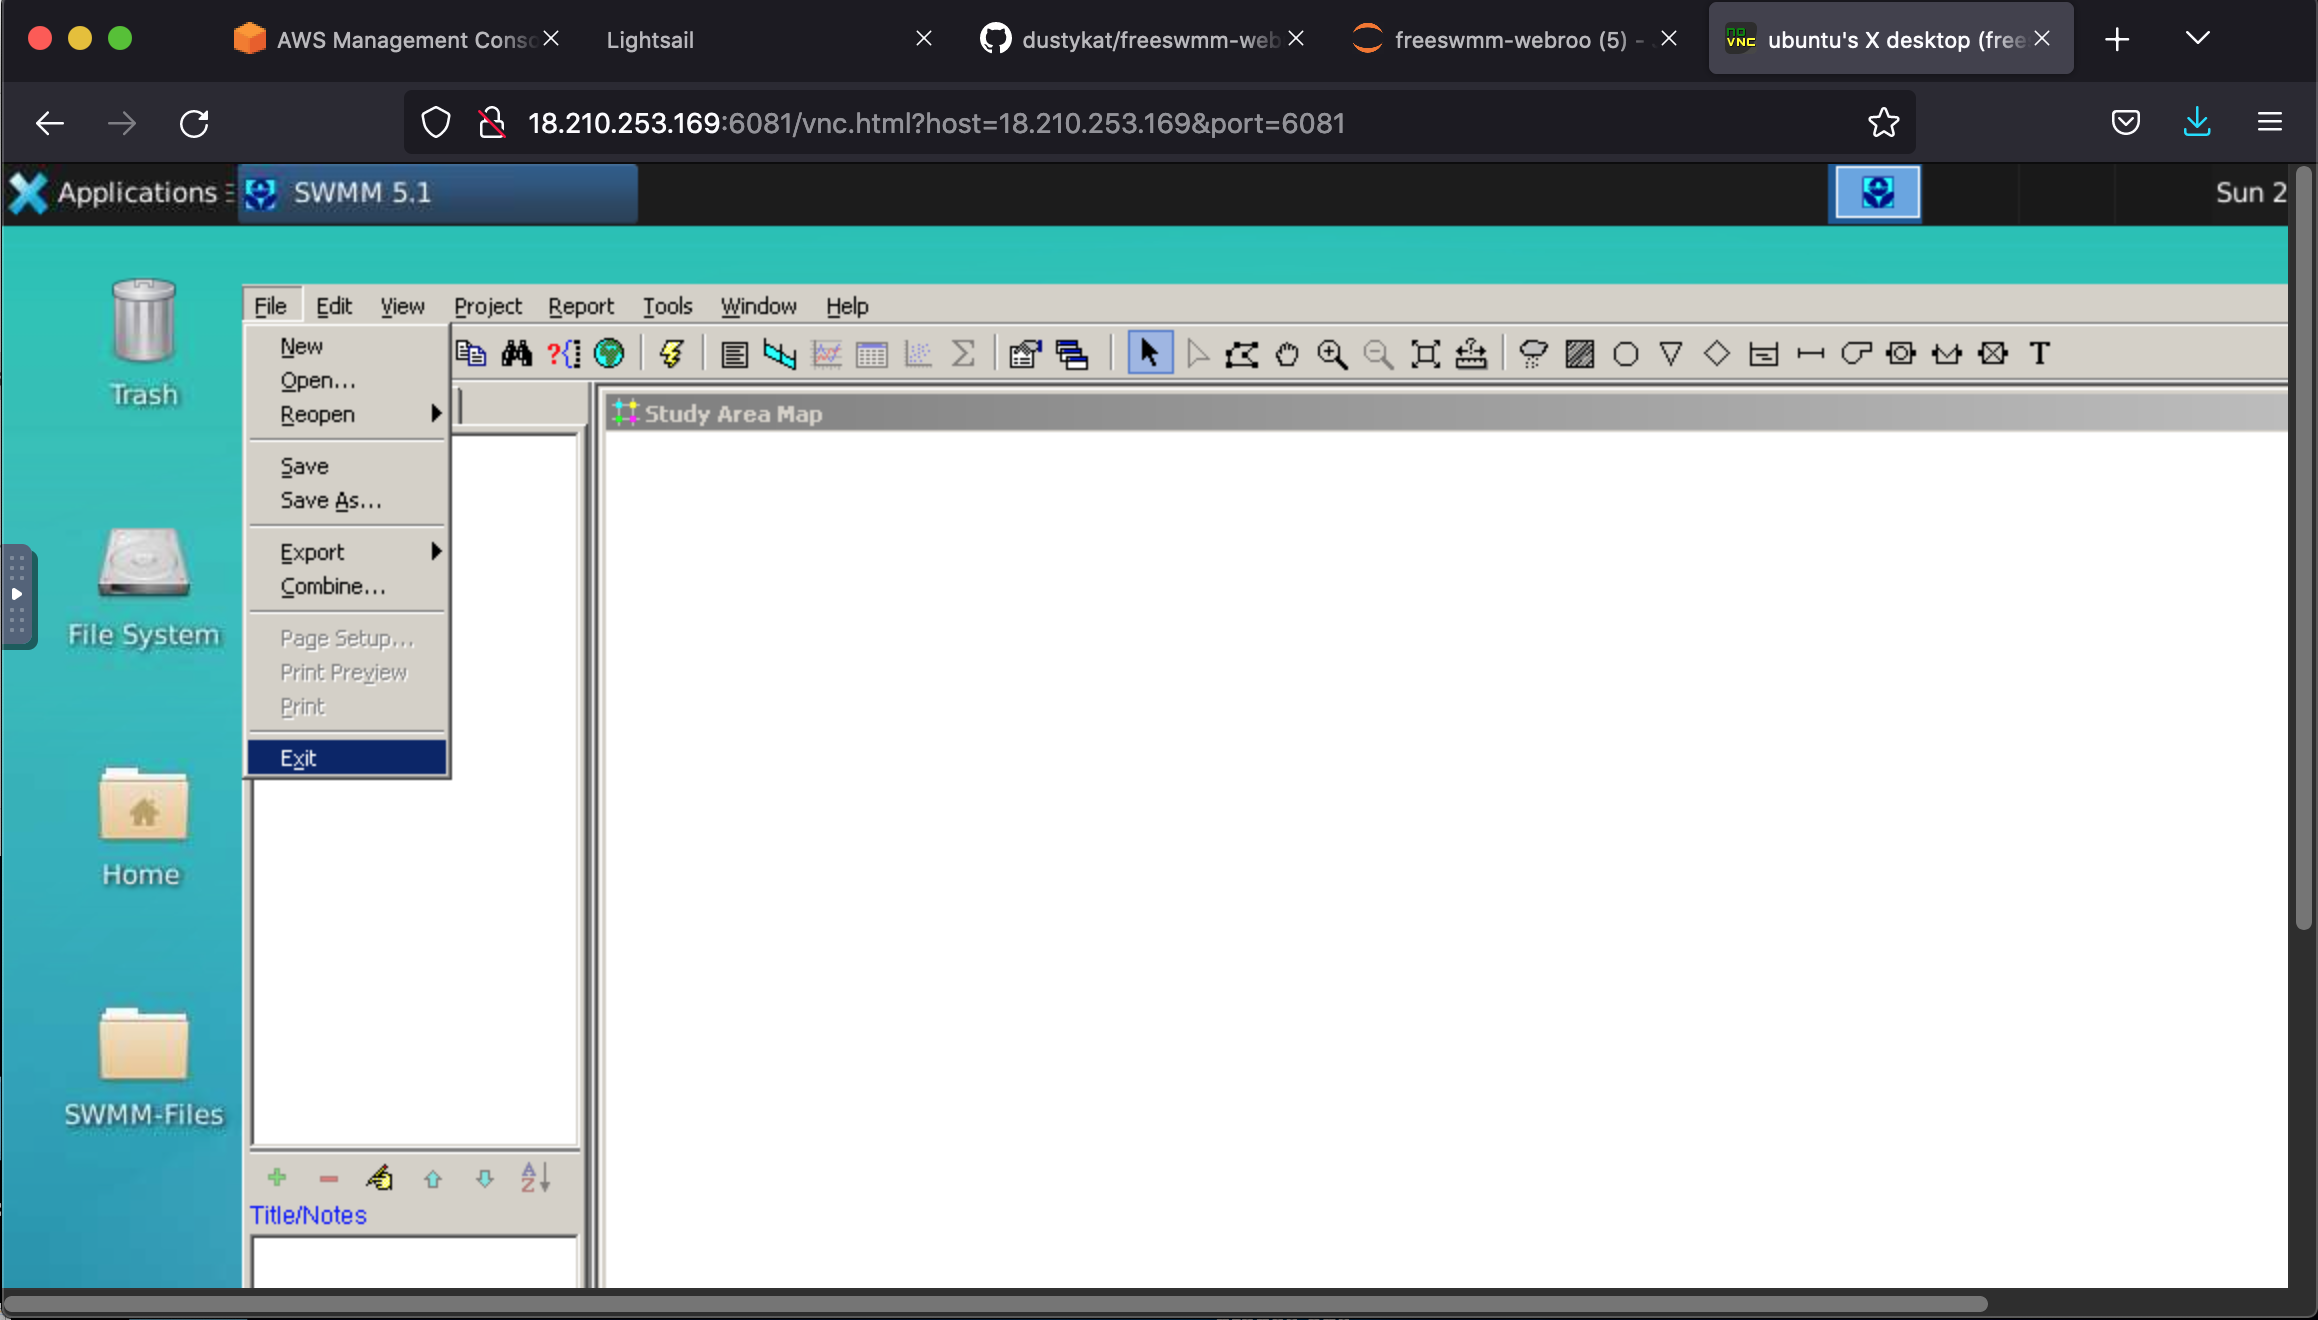 AWS Management Conso
Lightsail
dustykat/freeswmm-web
freeswmm-webroo (5) -
ubuntu's X desktop (free
18.210.253.169:6081/vnc.html?host=18.210.253.169&port=6081
Applications
SWMM 5.1
Sun 2
File Edit View Project Report Tools Window Help
New
Open...
Reopen
Save
Save As...
Export
Combine...
Page Setup...
Print Preview
Print
Exit
T
Study Area Map
Trash
File System
Home
SWMM-Files
Title/Notes